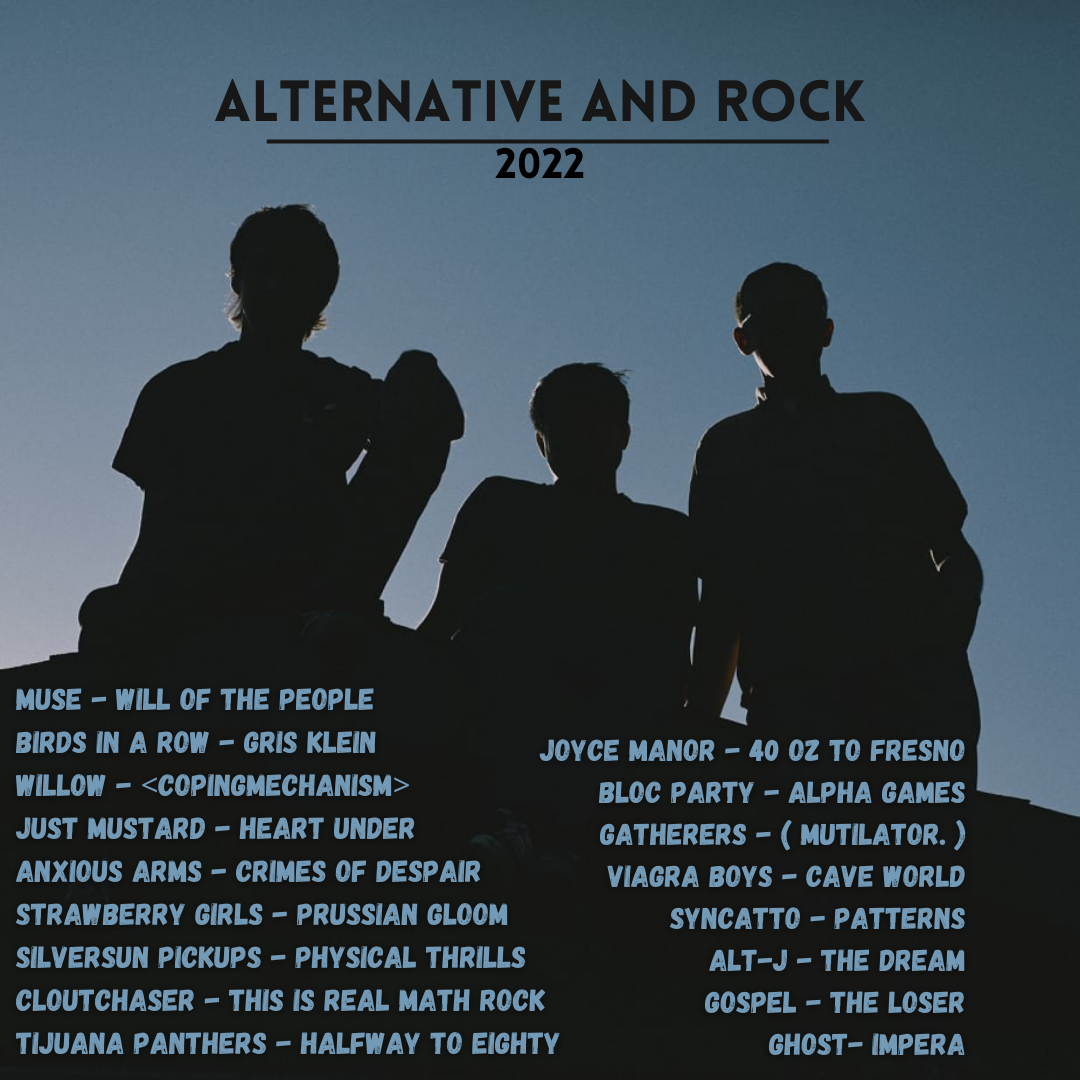 ALTERNATIVE AND ROCK
2022
MUSE – WILL OF THE PEOPLE
BIRDS IN A ROW – GRIS KLEIN
WILLOW – <COPINGMECHANISM>
JUST MUSTARD – HEART UNDER
ANXIOUS ARMS – CRIMES OF DESPAIR
STRAWBERRY GIRLS – PRUSSIAN GLOOM
SILVERSUN PICKUPS – PHYSICAL THRILLS
CLOUTCHASER – THIS IS REAL MATH ROCK
TIJUANA PANTHERS – HALFWAY TO EIGHTY
JOYCE MANOR – 40 OZ TO FRESNO
BLOC PARTY – ALPHA GAMES
GATHERERS – ( MUTILATOR. )
VIAGRA BOYS – CAVE WORLD
SYNCATTO – PATTERNS
ALT-J – THE DREAM
GOSPEL – THE LOSER
GHOST– IMPERA